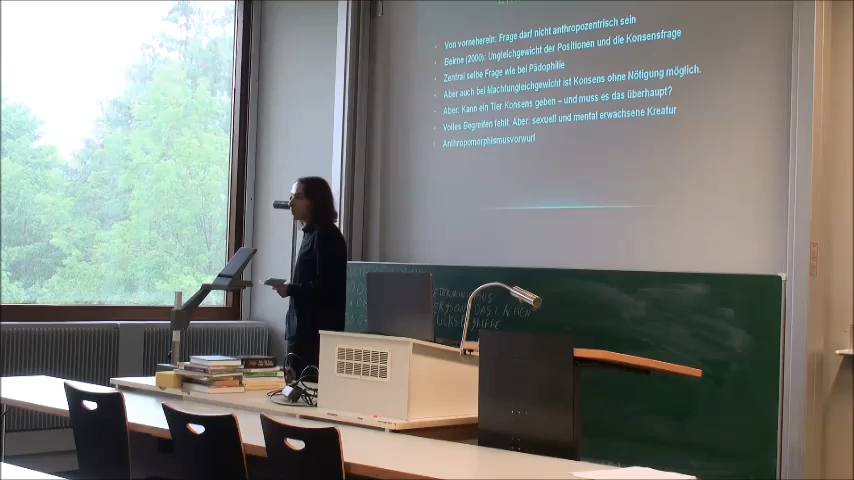 Von vorneherein: Frage darf nicht anthropozentrisch sein
Beirne (2000): Ungleichgewicht der Positionen und die Konsensfrage
Zentral selbe Frage wie bei Pädophilie
Aber auch bei Machtungleichgewicht ist Konsens ohne Nötigung möglich
Aber: Kann ein Tier Konsens geben – und muss es das überhaupt?
Volles Begreifen fehlt. Aber: sexuell und mental erwachsene Kreatur
Anthropomorphismusvorwurf
DAS LACHEN